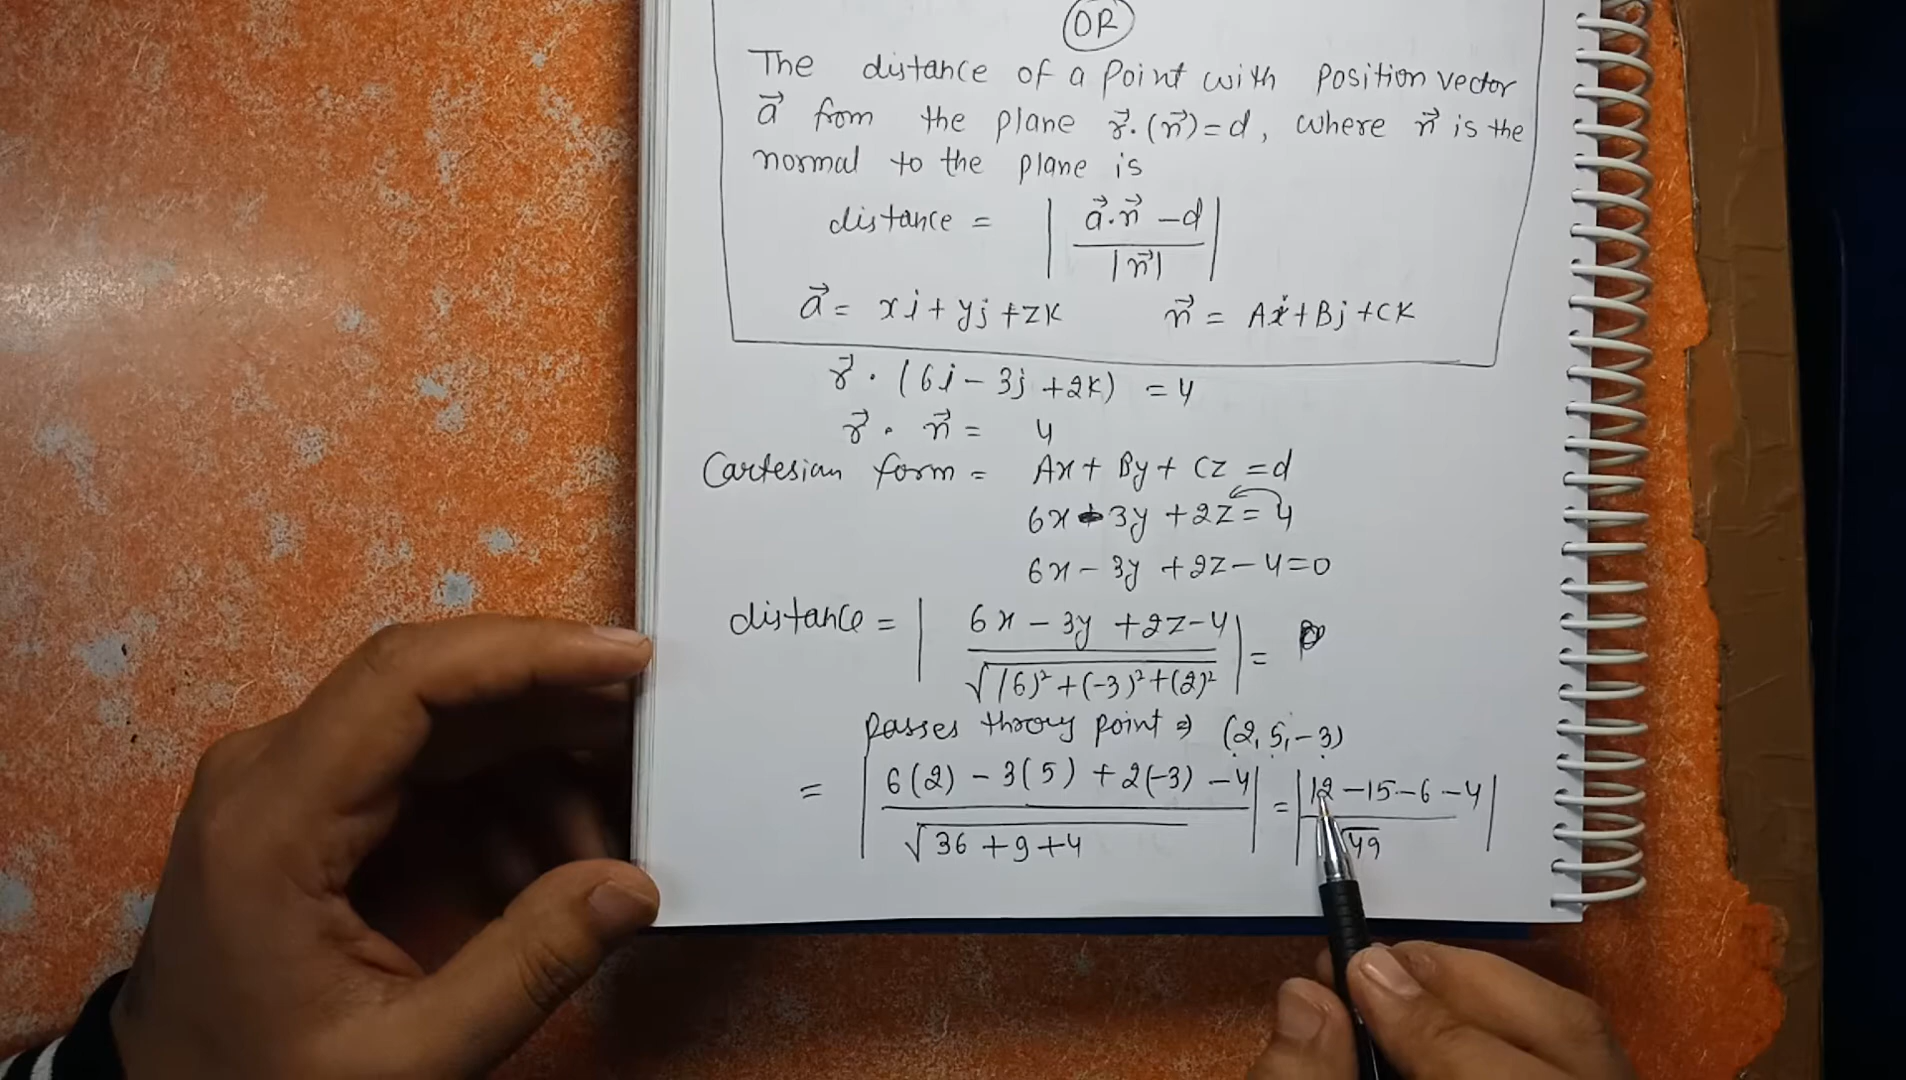 OR
The distance of a point with position vector
a⃗ from the plane r⃗.(n⃗)=d, where n⃗ is the
normal to the plane is
distance = | (a⃗.n⃗ - d) / |n⃗| |
a⃗ = xi + yj + zk n⃗ = Ai + Bj + Ck
r⃗ . (6i - 3j + 2k) = 4
r⃗ . n⃗ = 4
Cartesian form = Ax + By + Cz = d
6x - 3y + 2z = 4
6x - 3y + 2z - 4 = 0
distance = | (6x - 3y + 2z - 4) / √((6)² + (-3)² + (2)²) | =
Passes point ⇒ (2, 5, -3)
= | (6(2) - 3(5) + 2(-3) - 4) / √(36 + 9 + 4) | = | (12 - 15 - 6 - 4) / √49 |